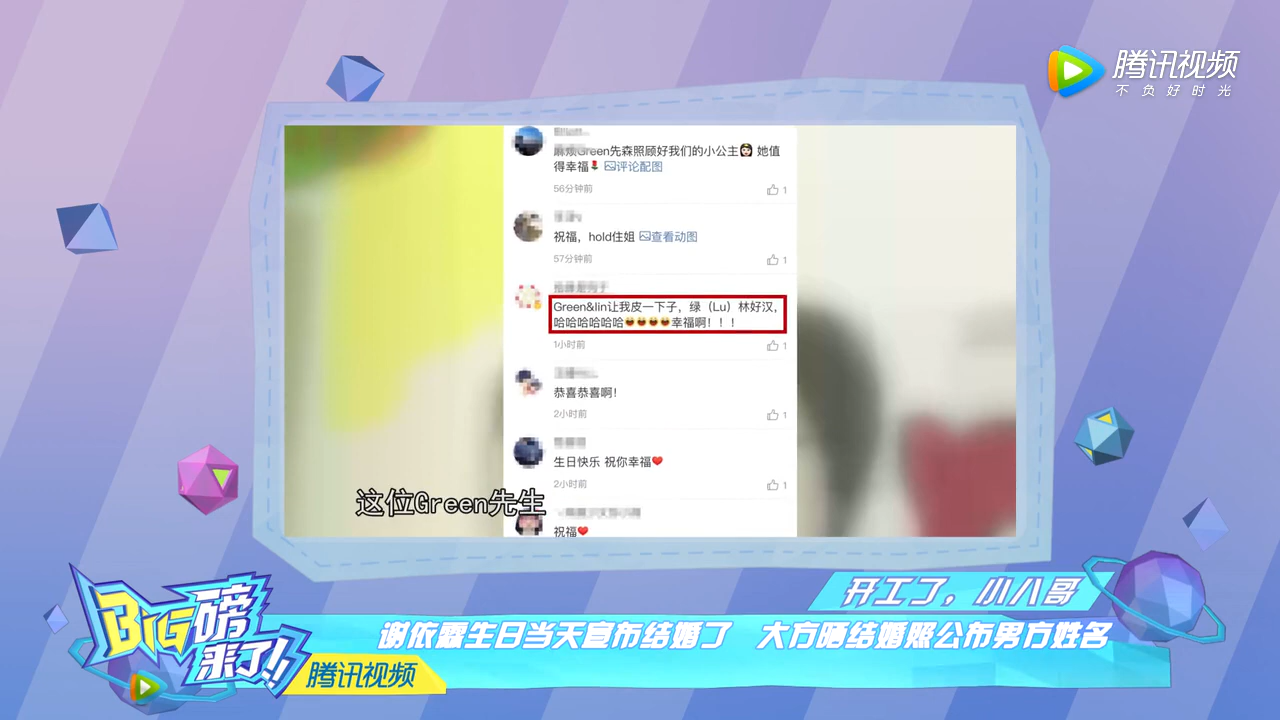 腾讯视频
不负好时光
麻烦Green先森照顾好我们的小公主 她值
得幸福 评论配图
56分钟前
1
祝福，hold住姐 查看动图
57分钟前
1
Green&lin让我皮一下子，绿（Lu）林好汉，
哈哈哈哈哈哈 幸福啊！！！
1小时前
1
恭喜恭喜啊！
2小时前
1
生日快乐 祝你幸福
2小时前
1
祝福
这位Green先生
开工了，小八哥
谢依霖生日当天宣布结婚了 大方晒结婚照公布男方姓名
BIG磅
来了!!
腾讯视频